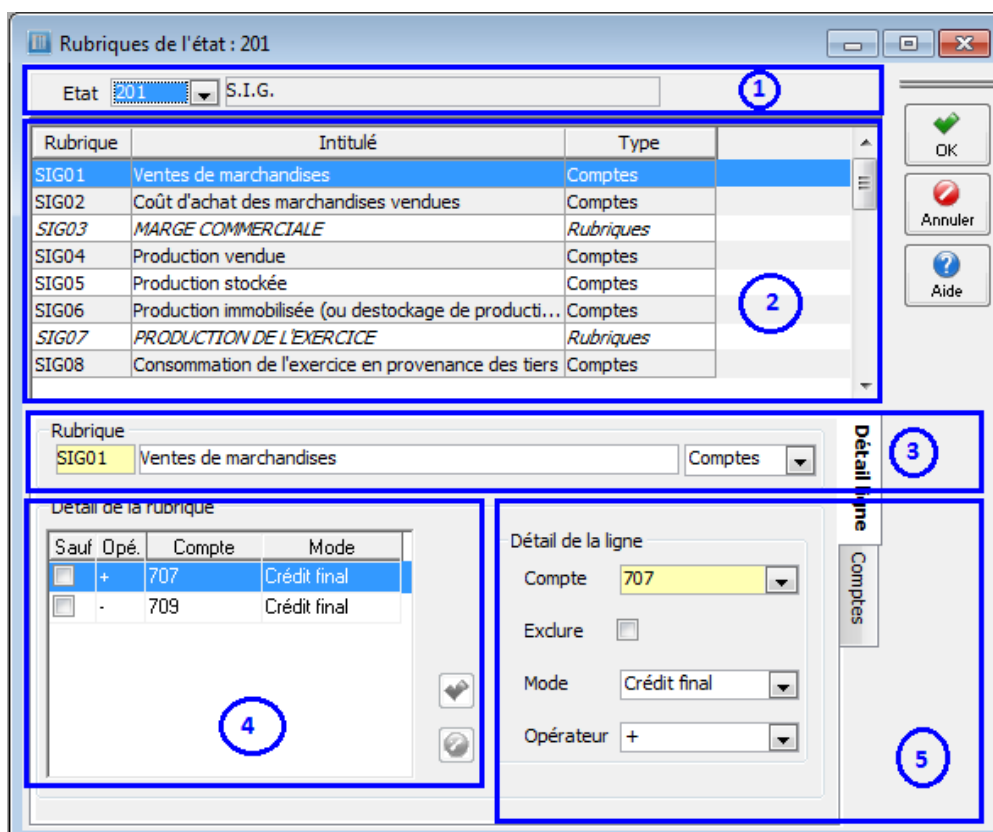 Rubriques de l'état : 201
Etat 201 S.I.G. 1
OK
Annuler
Aide
Rubrique Intitulé Type
SIG01 Ventes de marchandises Comptes
SIG02 Coût d'achat des marchandises vendues Comptes
SIG03 MARGE COMMERCIALE Rubriques
SIG04 Production vendue Comptes
SIG05 Production stockée Comptes
SIG06 Production immobilisée (ou destockage de producti... Comptes
SIG07 PRODUCTION DE L'EXERCICE Rubriques
SIG08 Consommation de l'exercice en provenance des tiers Comptes
2
Rubrique
SIG01 Ventes de marchandises Comptes
3
Détail ligne
Comptes
Détail de la rubrique
Sauf Opé. Compte Mode
+ 707 Crédit final
- 709 Crédit final
4
Détail de la ligne
Compte 707
Exclure
Mode Crédit final
Opérateur +
5